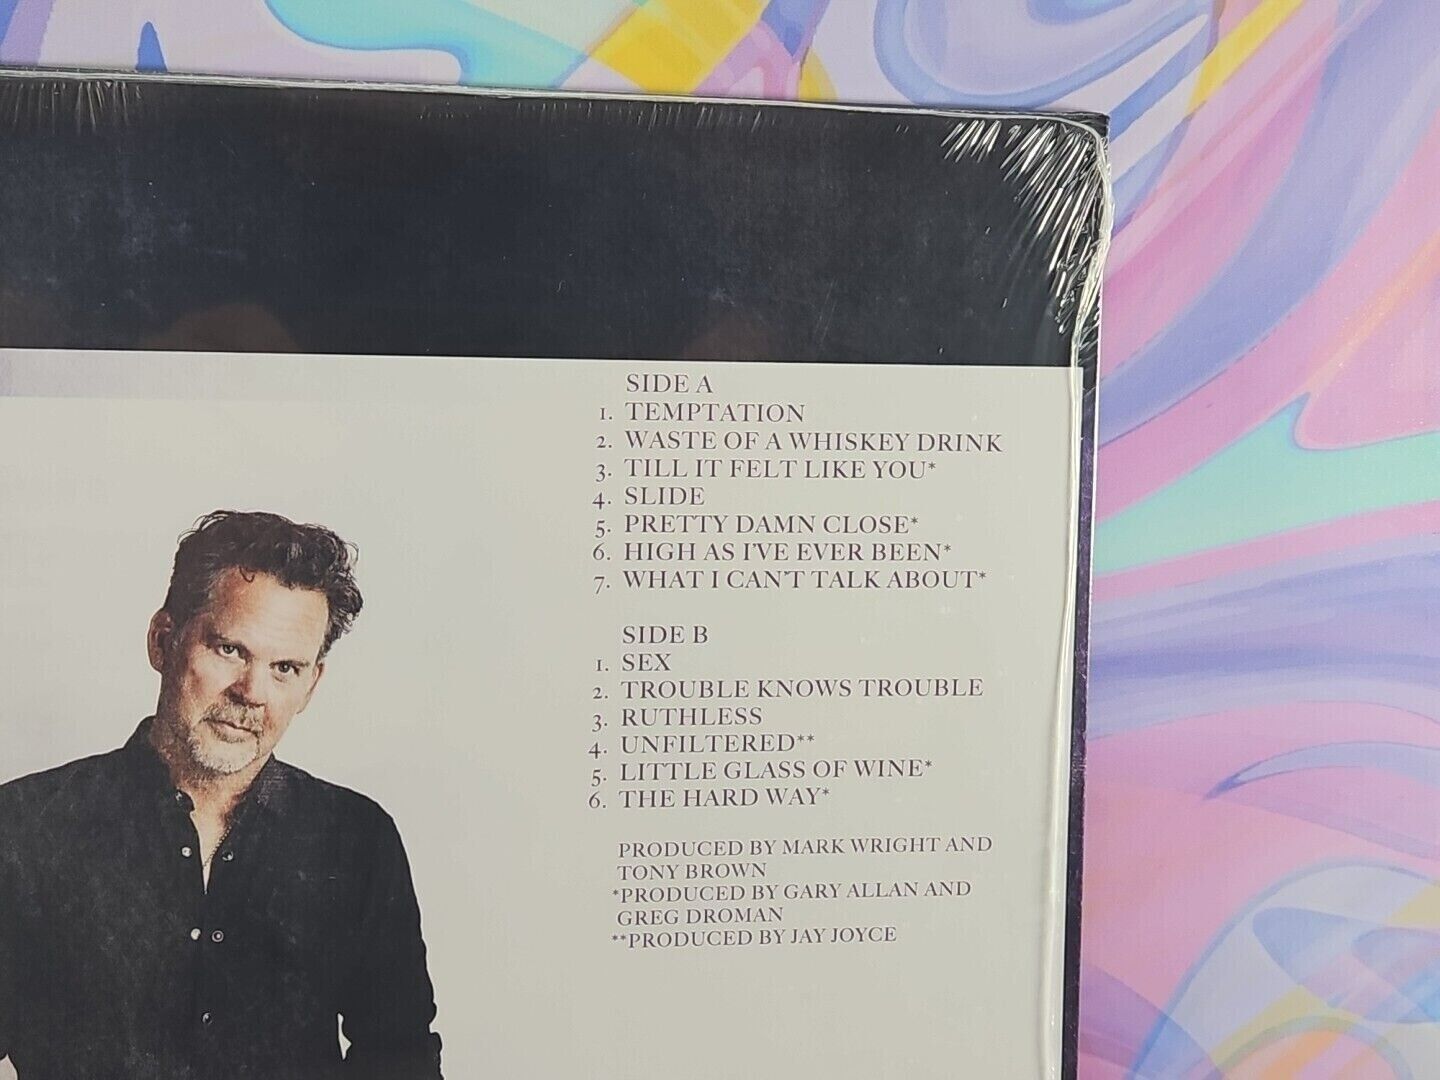 SIDE A
1. TEMPTATION
2. WASTE OF A WHISKEY DRINK
3. TILL IT FELT LIKE YOU*
4. SLIDE
5. PRETTY DAMN CLOSE*
6. HIGH AS I'VE EVER BEEN*
7. WHAT I CAN'T TALK ABOUT*
SIDE B
1. SEX
2. TROUBLE KNOWS TROUBLE
3. RUTHLESS
4. UNFILTERED**
5. LITTLE GLASS OF WINE*
6. THE HARD WAY*
PRODUCED BY MARK WRIGHT AND
TONY BROWN
*PRODUCED BY GARY ALLAN AND
GREG DROMAN
**PRODUCED BY JAY JOYCE